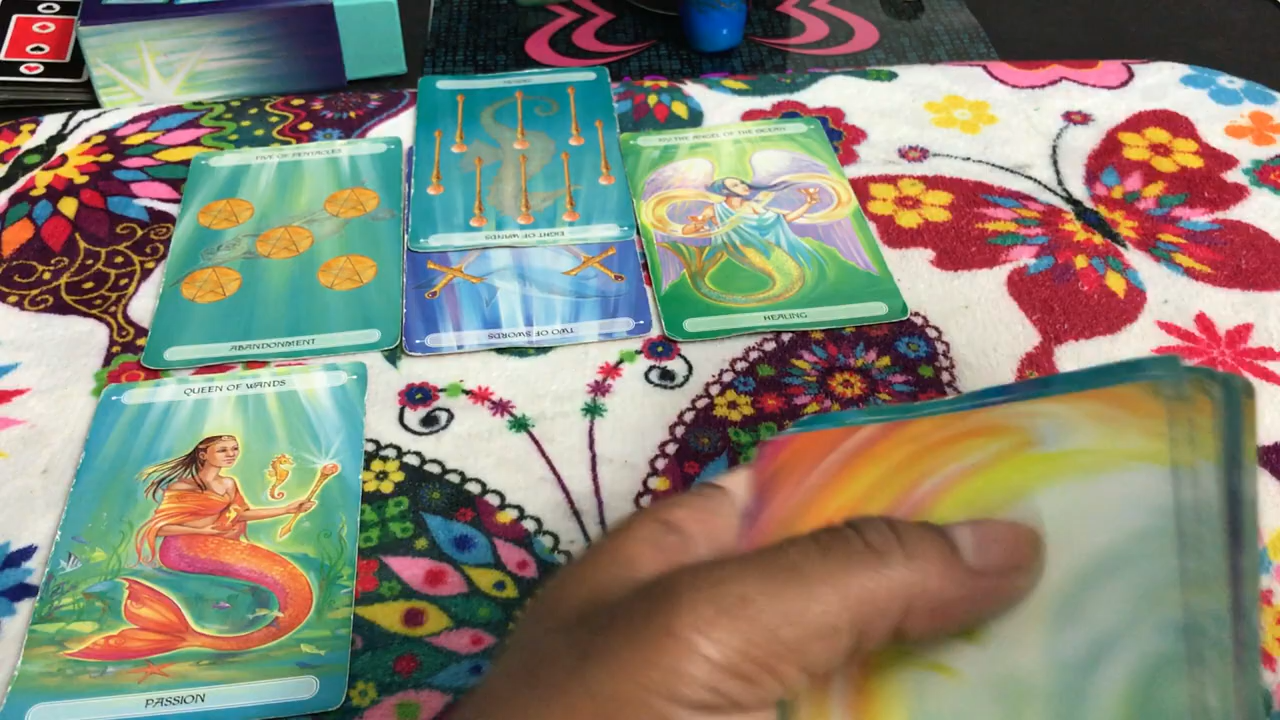 FIVE OF PENTACLES
ABANDONMENT
EIGHT OF WANDS
TWO OF SWORDS
THE ANGEL OF THE OCEAN
HEALING
QUEEN OF WANDS
PASSION